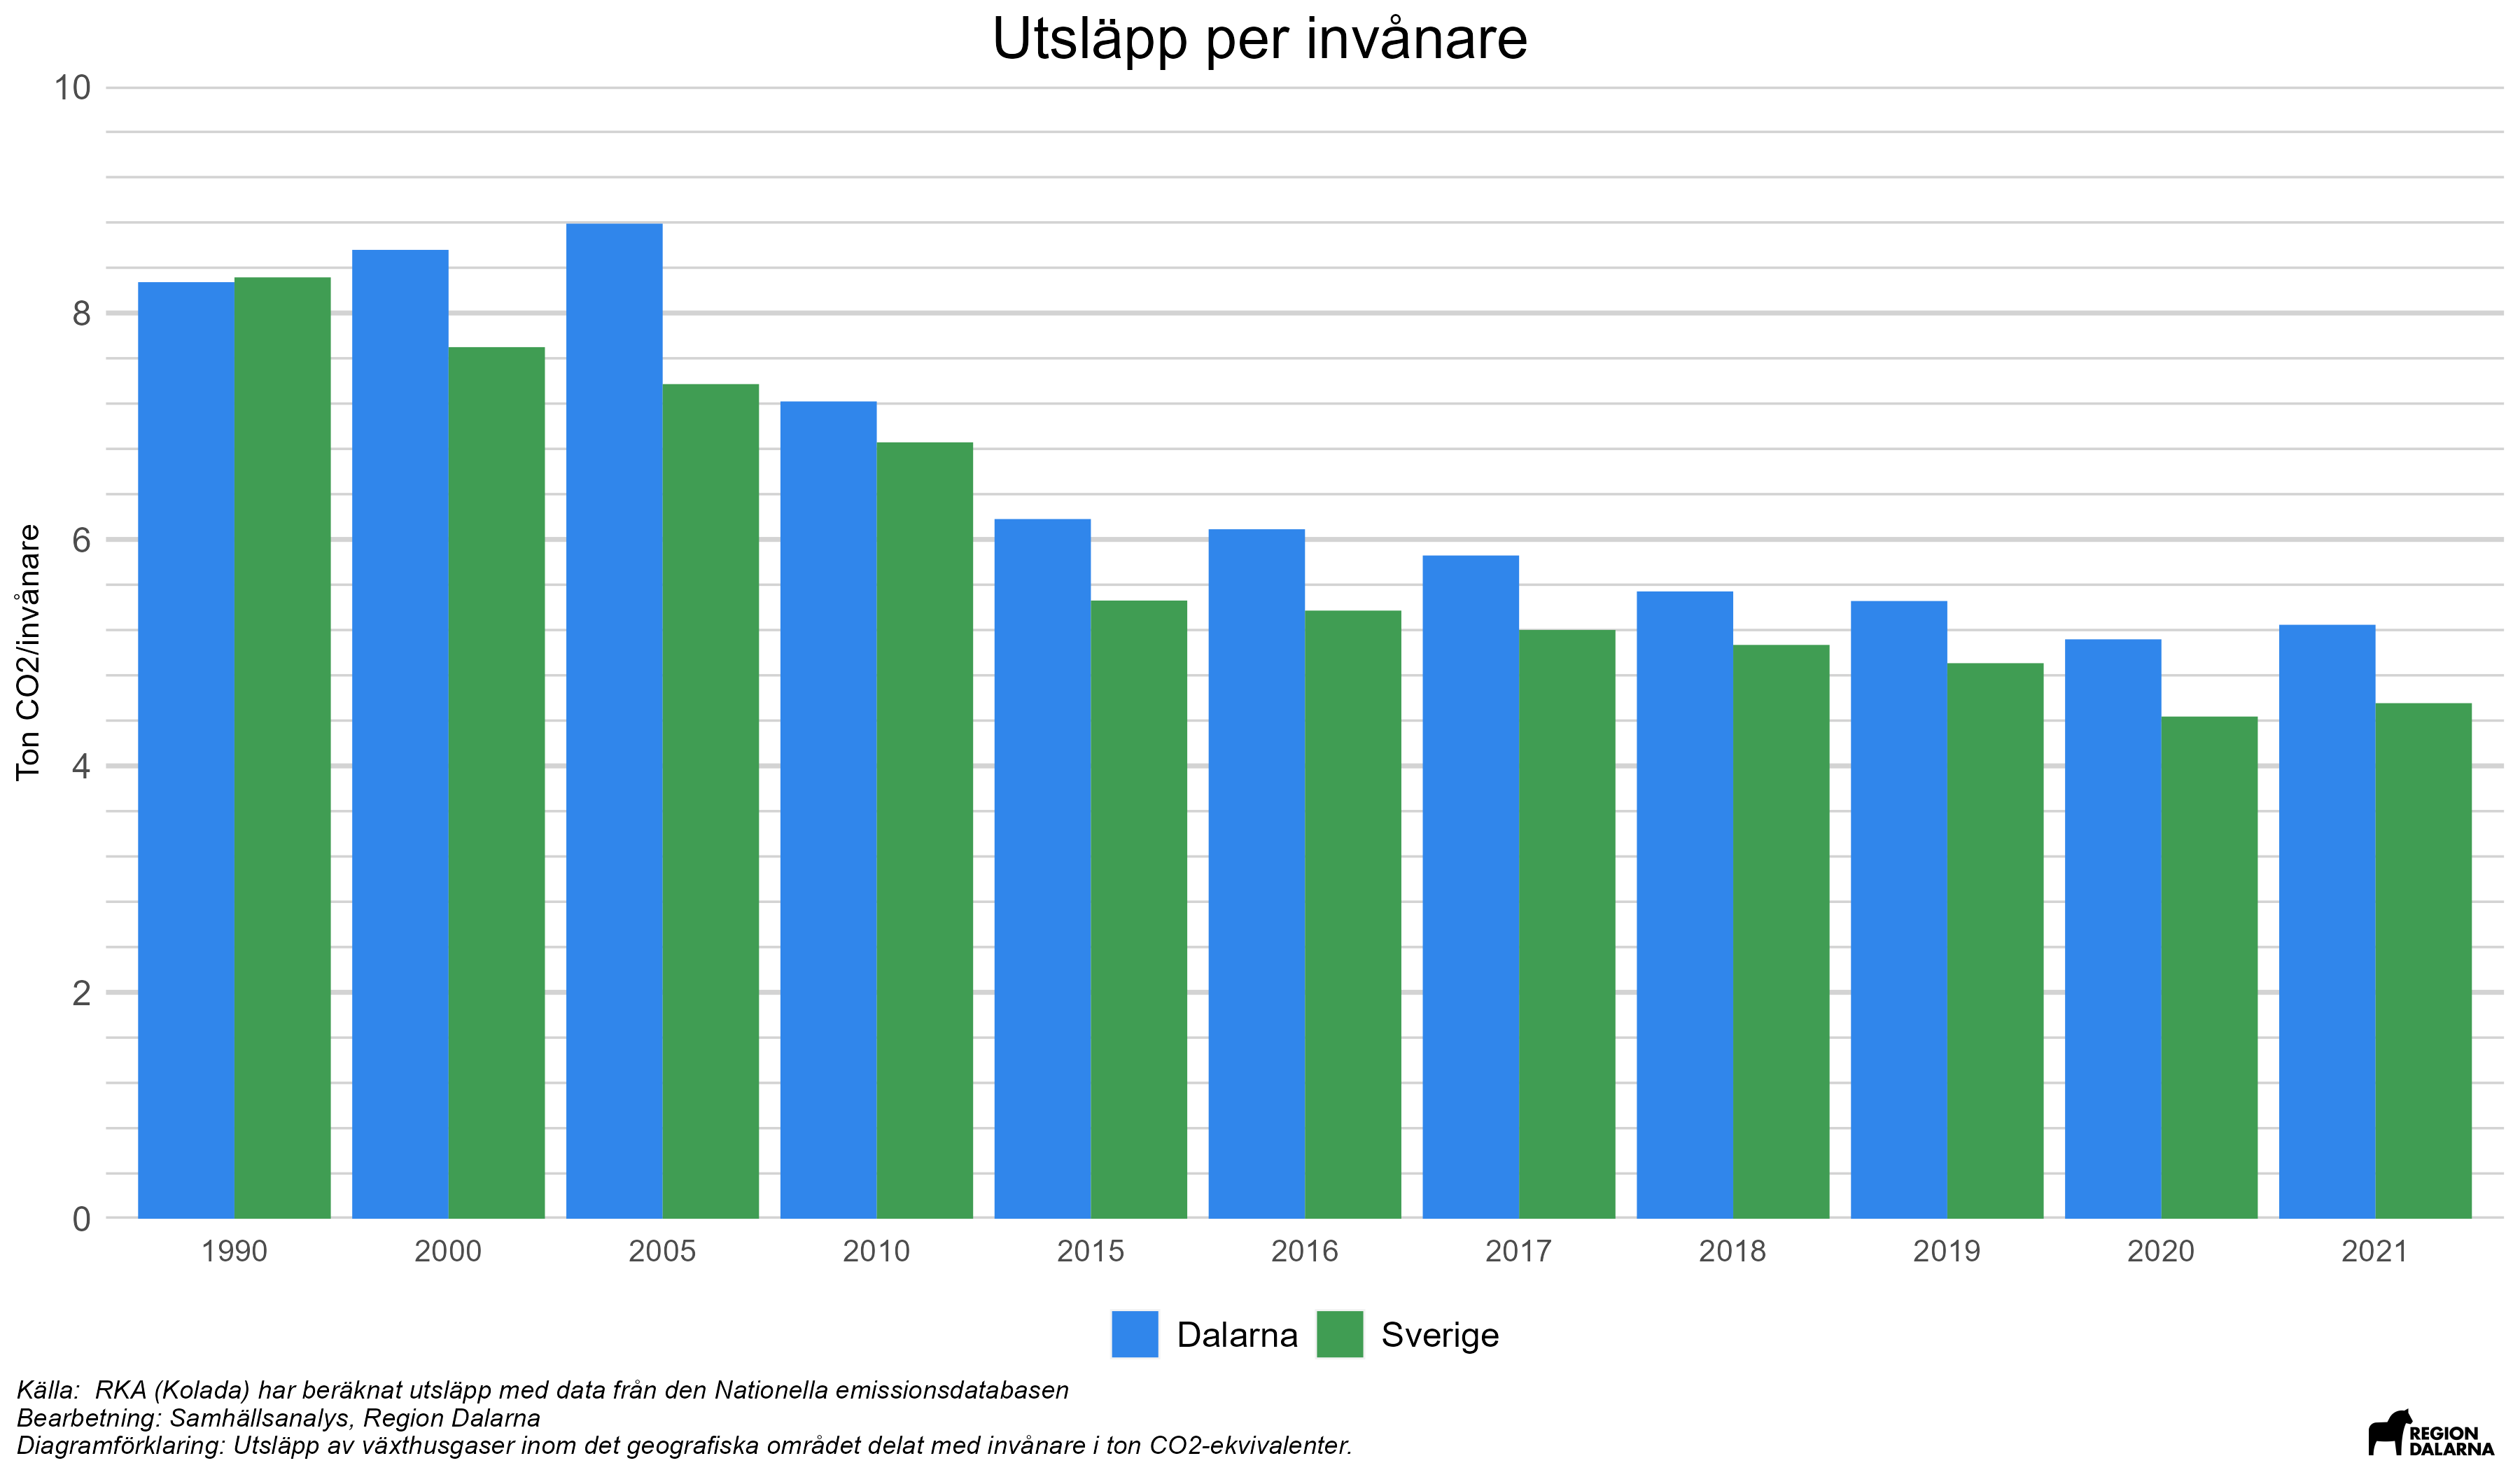 Utsläpp per invånare
10
8
6
4
2
0
Ton CO2/invånare
1990 2000 2005 2010 2015 2016 2017 2018 2019 2020 2021
Dalarna Sverige
Källa: RKA (Kolada) har beräknat utsläpp med data från den Nationella emissionsdatabasen
Bearbetning: Samhällsanalys, Region Dalarna
Diagramförklaring: Utsläpp av växthusgaser inom det geografiska området delat med invånare i ton CO2-ekvivalenter.
REGION
DALARNA